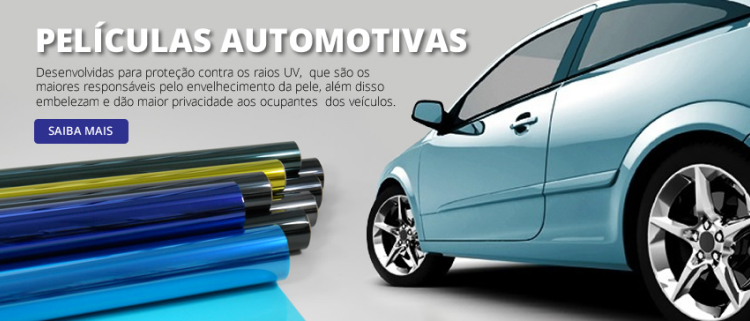 PELÍCULAS AUTOMOTIVAS
Desenvolvidas para proteção contra os raios UV, que são os
maiores responsáveis pelo envelhecimento da pele, além disso
embelezam e dão maior privacidade aos ocupantes dos veículos.
SAIBA MAIS